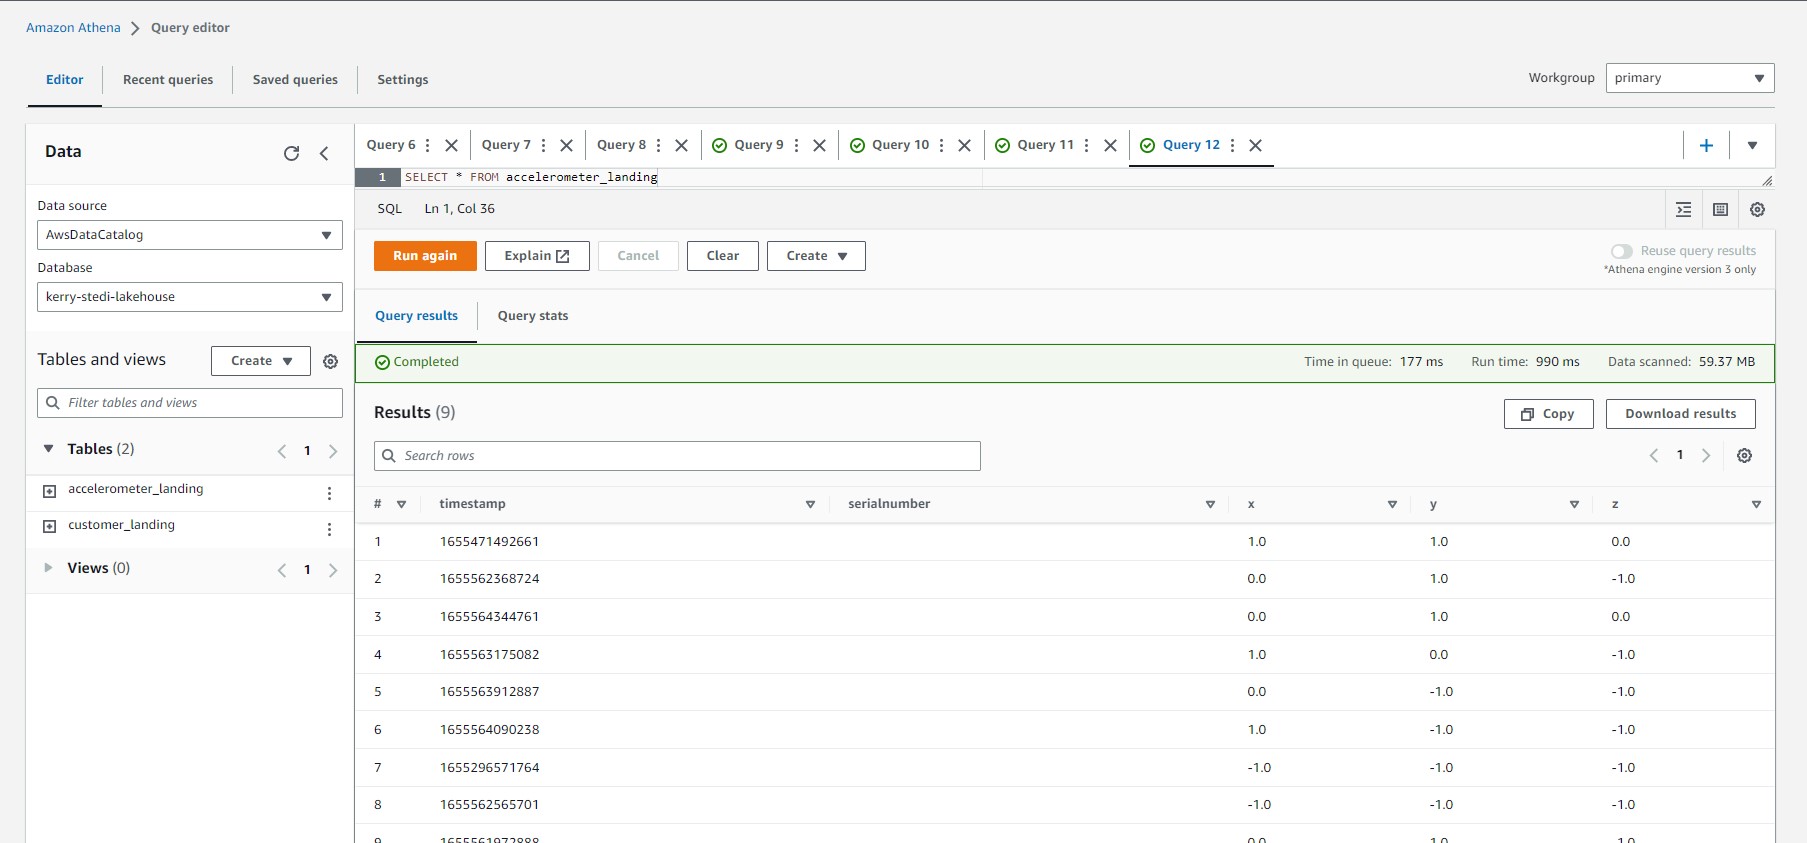 Amazon Athena Query editor
Editor Recent queries Saved queries Settings
Workgroup primary
Data
Data source
AwsDataCatalog
Database
kerry-stedi-lakehouse
Tables and views Create
Filter tables and views
Tables (2) 1
accelerometer_landing
customer_landing
Views (0) 1
Query 6 Query 7 Query 8 Query 9 Query 10 Query 11 Query 12
1 SELECT * FROM accelerometer_landing
SQL Ln 1, Col 36
Run again Explain Cancel Clear Create
Reuse query results
*Athena engine version 3 only
Query results Query stats
Completed Time in queue: 177 ms Run time: 990 ms Data scanned: 59.37 MB
Results (9) Copy Download results
Search rows 1
# timestamp serialnumber x y z
1 1655471492661 1.0 1.0 0.0
2 1655562368724 0.0 1.0 -1.0
3 1655564344761 0.0 1.0 0.0
4 1655563175082 1.0 0.0 -1.0
5 1655563912887 0.0 -1.0 -1.0
6 1655564090238 1.0 -1.0 -1.0
7 1655296571764 -1.0 -1.0 -1.0
8 1655562565701 -1.0 -1.0 -1.0